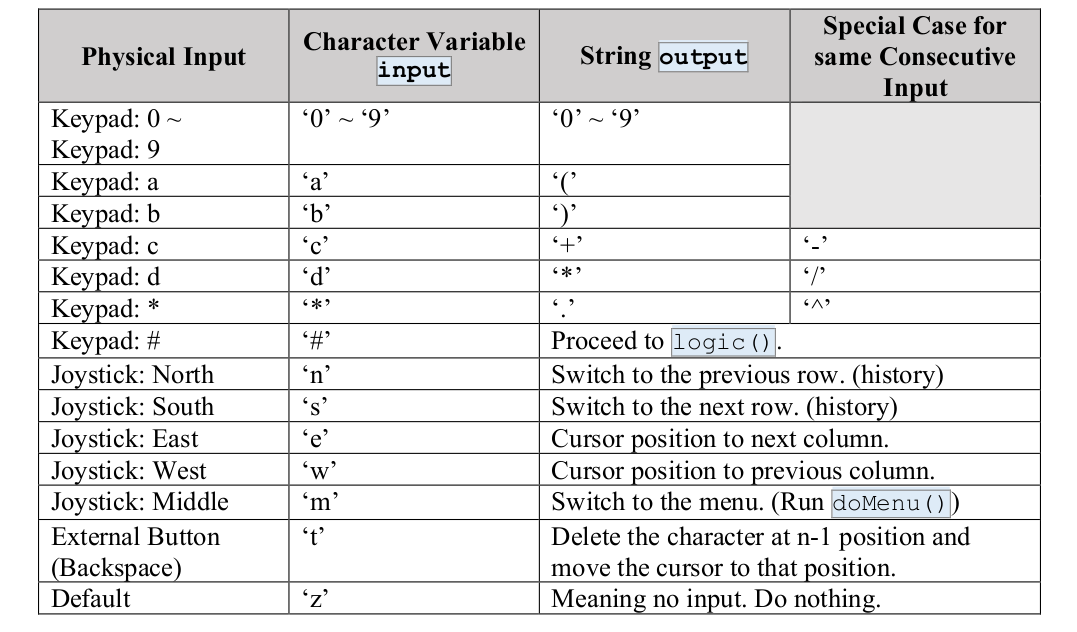 Physical Input
Character Variable
input
String output
Special Case for
same Consecutive
Input
Keypad: 0 ~
Keypad: 9
‘0’ ~ ‘9’
‘0’ ~ ‘9’
Keypad: a
‘a’
‘(’
Keypad: b
‘b’
‘)’
Keypad: c
‘c’
‘+’
‘-’
Keypad: d
‘d’
‘*’
‘/’
Keypad: *
‘*’
‘.’
‘^’
Keypad: #
‘#’
Proceed to logic().
Joystick: North
‘n’
Switch to the previous row. (history)
Joystick: South
‘s’
Switch to the next row. (history)
Joystick: East
‘e’
Cursor position to next column.
Joystick: West
‘w’
Cursor position to previous column.
Joystick: Middle
‘m’
Switch to the menu. (Run doMenu())
External Button
(Backspace)
‘t’
Delete the character at n-1 position and
move the cursor to that position.
Default
‘z’
Meaning no input. Do nothing.